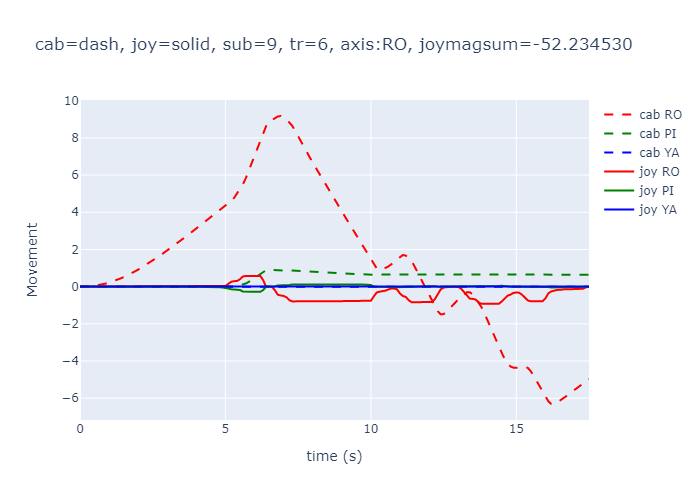 cab=dash, joy=solid, sub=9, tr=6, axis:RO, joymagsum=-52.234530
10
8
6
4
2
0
−2
−4
−6
0 5 10 15
Movement
time (s)
cab RO
cab PI
cab YA
joy RO
joy PI
joy YA